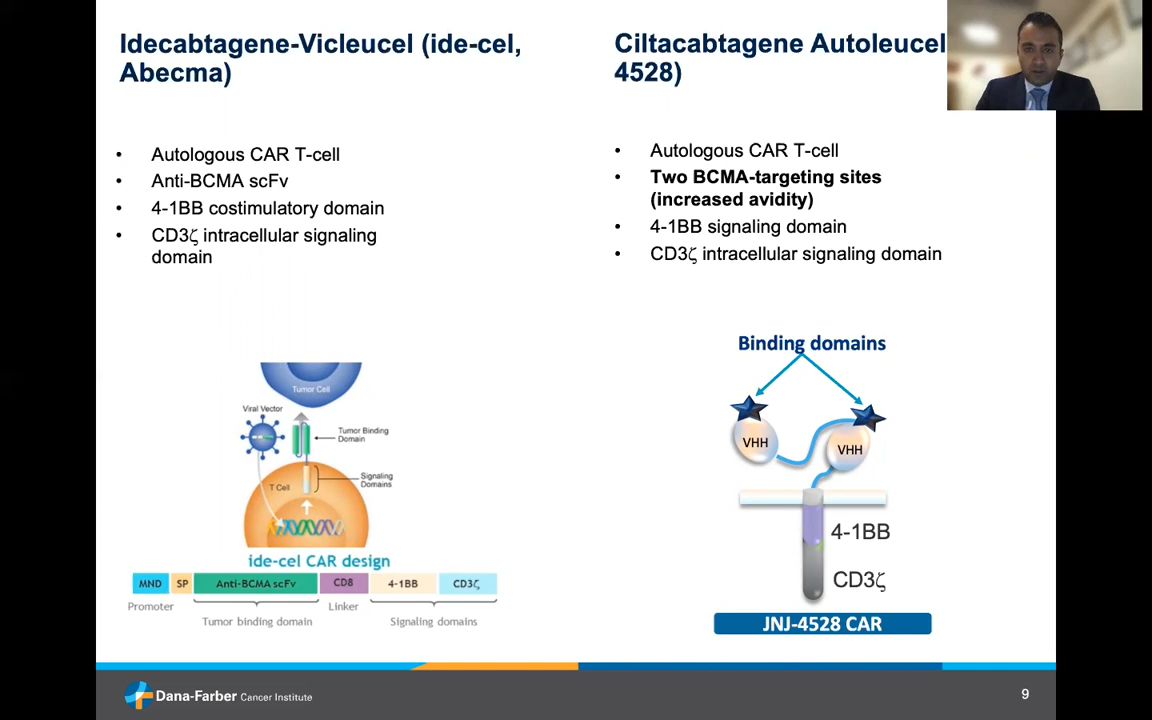 Idecabtagene-Vicleucel (ide-cel,
Abecma)
Autologous CAR T-cell
Anti-BCMA scFv
4-1BB costimulatory domain
CD3ζ intracellular signaling
domain
Tumor Cell
Viral Vector
Tumor Binding
Domain
Signaling
Domains
T Cell
ide-cel CAR design
MND SP Anti-BCMA scFv CD8 4-1BB CD3ζ
Promoter Linker
Tumor binding domain Signaling domains
Ciltacabtagene Autoleucel
4528)
Autologous CAR T-cell
Two BCMA-targeting sites
(increased avidity)
4-1BB signaling domain
CD3ζ intracellular signaling domain
Binding domains
VHH VHH
4-1BB
CD3ζ
JNJ-4528 CAR
Dana-Farber Cancer Institute
9